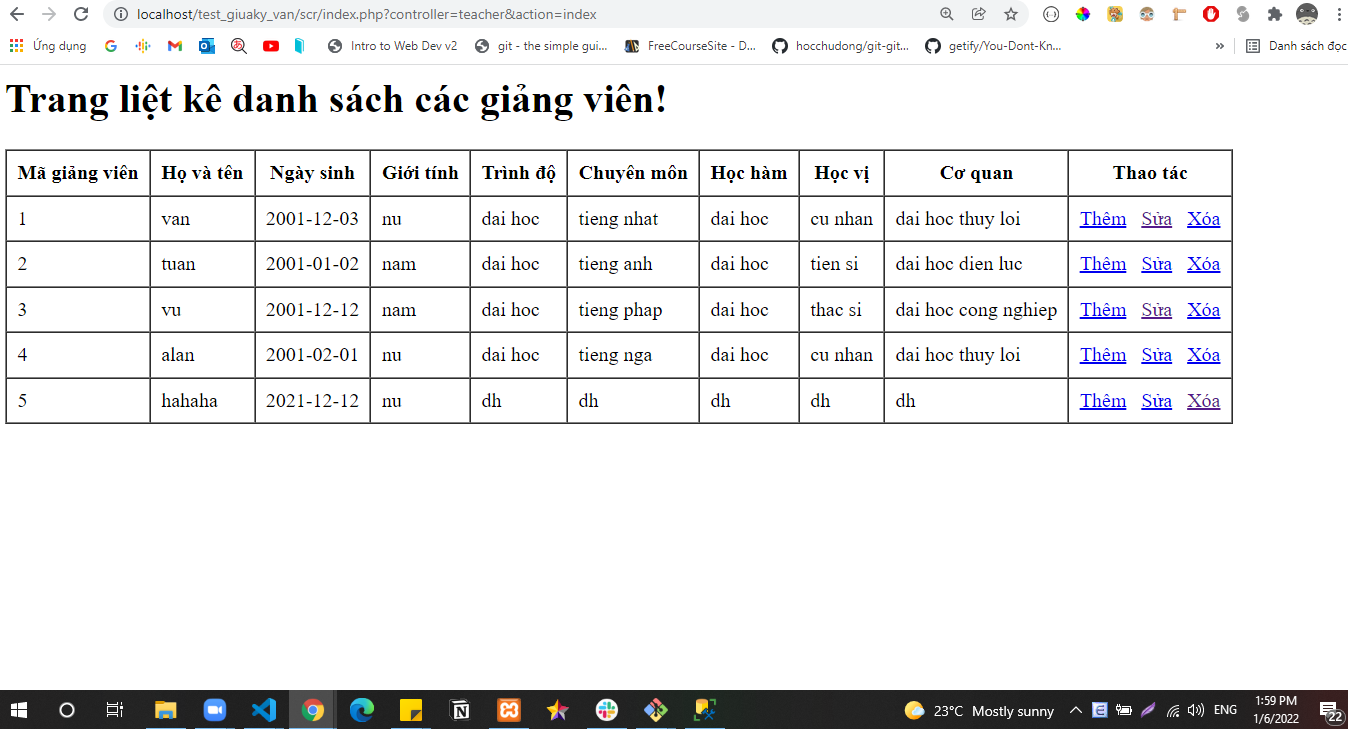 localhost/test_giuaky_van/scr/index.php?controller=teacher&action=index
Ứng dụng Intro to Web Dev v2 git - the simple gui... FreeCourseSite - D... hocchudong/git-git... getify/You-Dont-Kn... » Danh sách đọc
Trang liệt kê danh sách các giảng viên!
Mã giảng viên Họ và tên Ngày sinh Giới tính Trình độ Chuyên môn Học hàm Học vị Cơ quan Thao tác
1 van 2001-12-03 nu dai hoc tieng nhat dai hoc cu nhan dai hoc thuy loi Thêm Sửa Xóa
2 tuan 2001-01-02 nam dai hoc tieng anh dai hoc tien si dai hoc dien luc Thêm Sửa Xóa
3 vu 2001-12-12 nam dai hoc tieng phap dai hoc thac si dai hoc cong nghiep Thêm Sửa Xóa
4 alan 2001-02-01 nu dai hoc tieng nga dai hoc cu nhan dai hoc thuy loi Thêm Sửa Xóa
5 hahaha 2021-12-12 nu dh dh dh dh dh Thêm Sửa Xóa
23°C Mostly sunny ENG 1:59 PM
1/6/2022 22